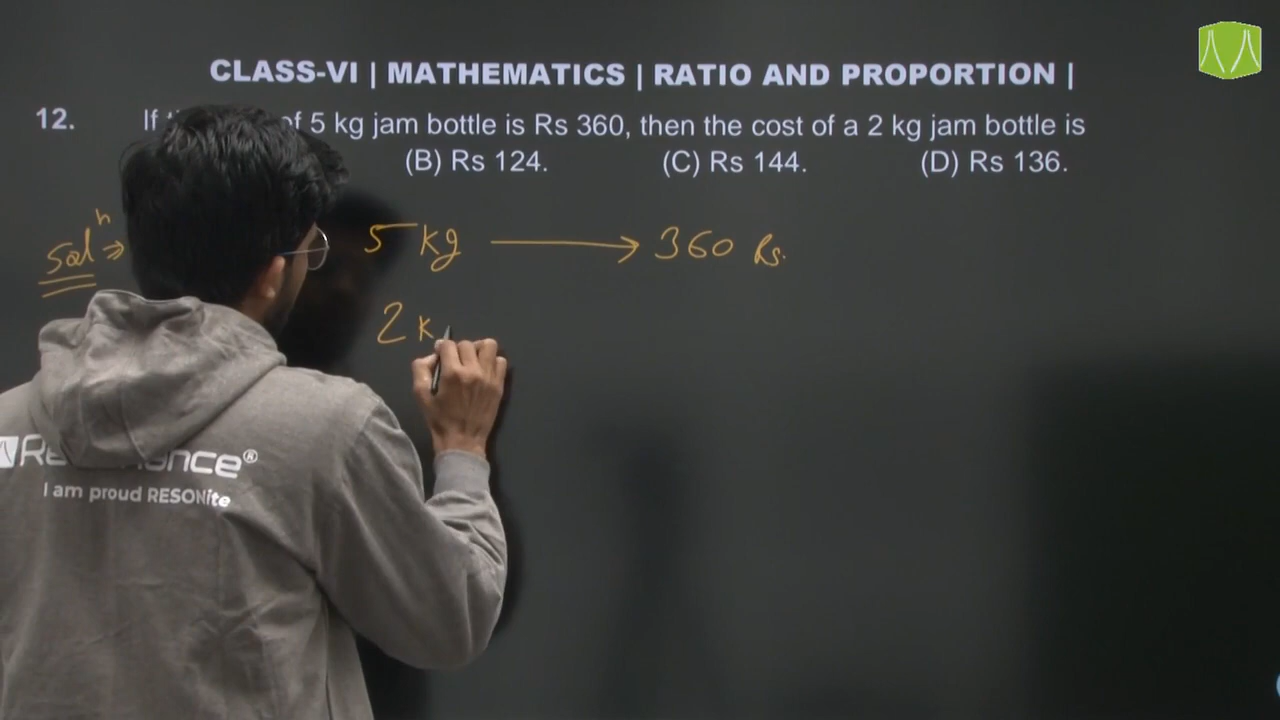 CLASS-VI | MATHEMATICS | RATIO AND PROPORTION |
12. If of 5 kg jam bottle is Rs 360, then the cost of a 2 kg jam bottle is
(B) Rs 124. (C) Rs 144. (D) Rs 136.
Solⁿ ⇒ 5 kg → 360 Rs.
2 k
I am proud RESONite